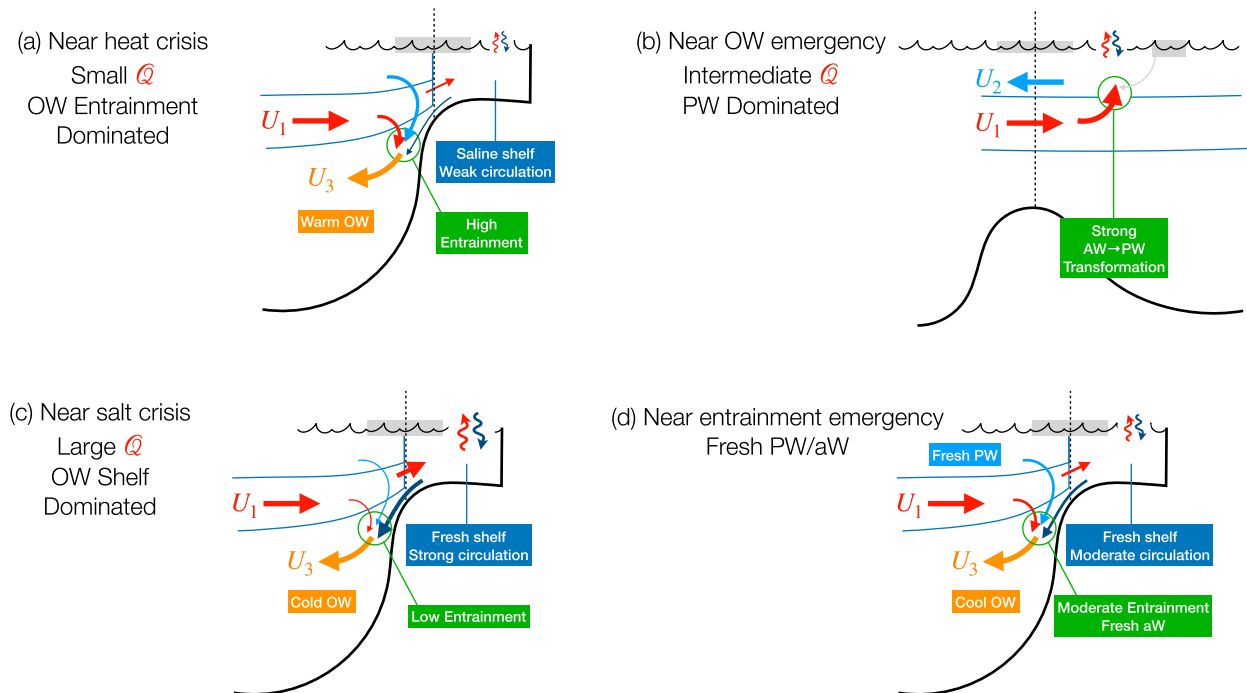 (a) Near heat crisis
Small 𝒬
OW Entrainment
Dominated
U₁
U₃
Warm OW
Saline shelf
Weak circulation
High
Entrainment
(b) Near OW emergency
Intermediate 𝒬
PW Dominated
U₂
U₁
Strong
AW→PW
Transformation
(c) Near salt crisis
Large 𝒬
OW Shelf
Dominated
U₁
U₃
Cold OW
Fresh shelf
Strong circulation
Low Entrainment
(d) Near entrainment emergency
Fresh PW/aW
Fresh PW
U₁
U₃
Cool OW
Fresh shelf
Moderate circulation
Moderate Entrainment
Fresh aW